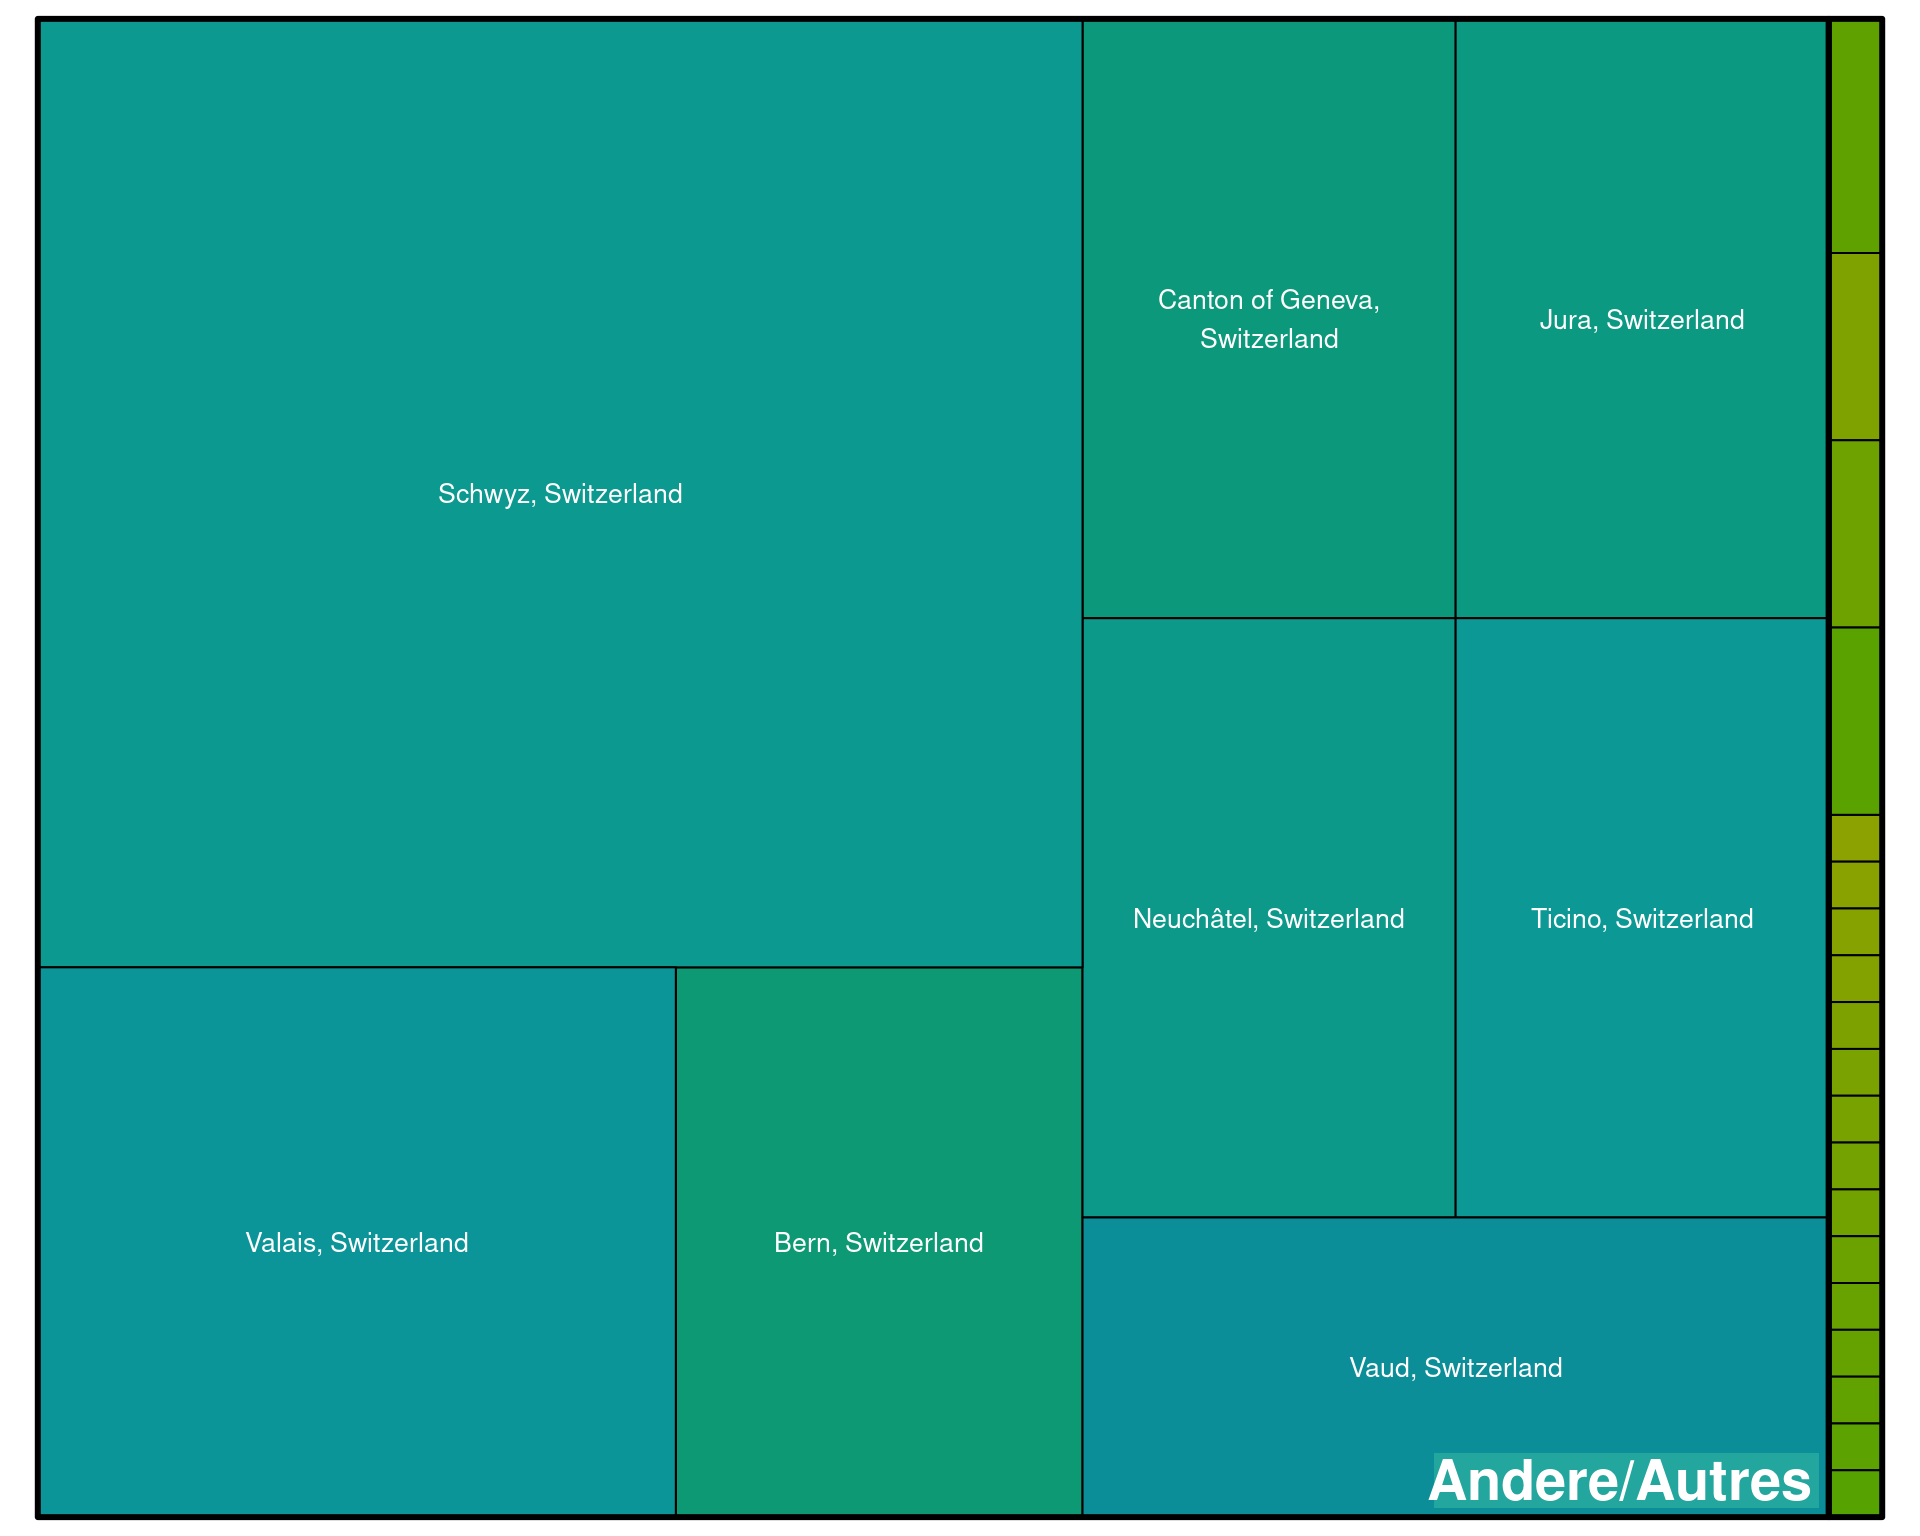 Canton of Geneva,
Switzerland
Jura, Switzerland
Schwyz, Switzerland
Neuchâtel, Switzerland
Ticino, Switzerland
Valais, Switzerland
Bern, Switzerland
Vaud, Switzerland
Andere/Autres